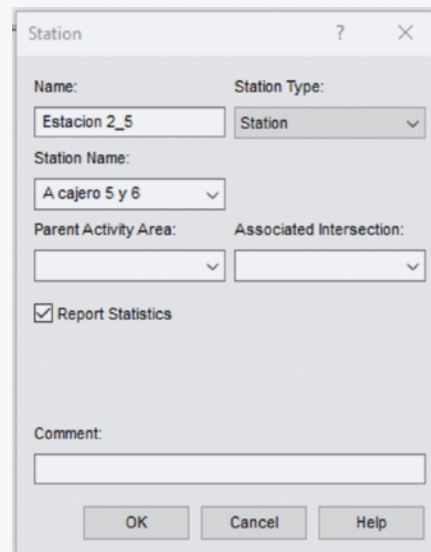 Station ? ×
Name: Station Type:
Estacion 2_5 Station
Station Name:
A cajero 5 y 6
Parent Activity Area: Associated Intersection:
Report Statistics
Comment:
OK Cancel Help